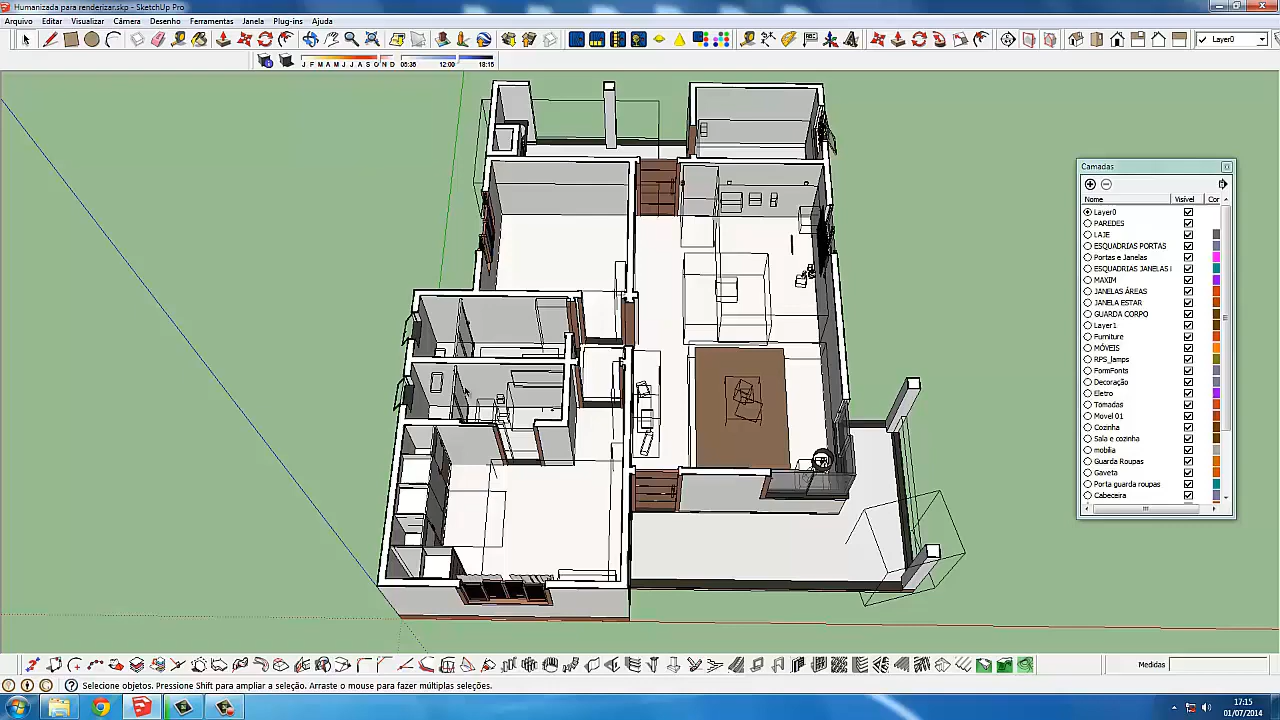 Humanizada para renderizar.skp - SketchUp Pro
Arquivo Editar Visualizar Câmera Desenho Ferramentas Janela Plug-ins Ajuda
Layer0
J F M A M J J A S O N D 05:36 12:00 18:15
Camadas
Nome Visível Cor
Layer0
PAREDES
LAJE
ESQUADRIAS PORTAS
Portas e Janelas
ESQUADRIAS JANELAS
MAXIM
JANELAS ÁREAS
JANELA ESTAR
GUARDA CORPO
Layer1
Furniture
MÓVEIS
RPS_lamps
FormFonts
Decoração
Eletro
Tomadas
Movel 01
Cozinha
Sala e cozinha
mobilia
Guarda Roupas
Gaveta
Porta guarda roupas
Cabeceira
Medidas
Selecione objetos. Pressione Shift para ampliar a seleção. Arraste o mouse para fazer múltiplas seleções.
17:15
01/07/2014